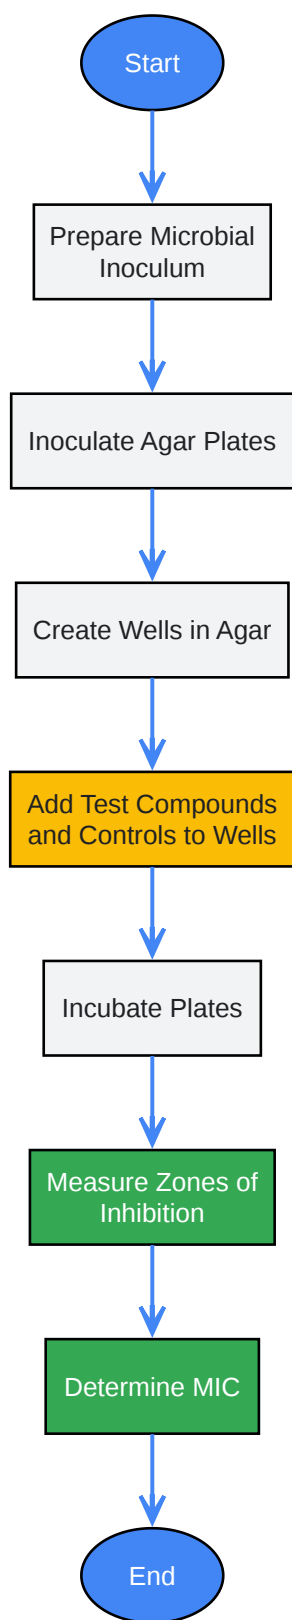 Start
Prepare Microbial
Inoculum
Inoculate Agar Plates
Create Wells in Agar
Add Test Compounds
and Controls to Wells
Incubate Plates
Measure Zones of
Inhibition
Determine MIC
End